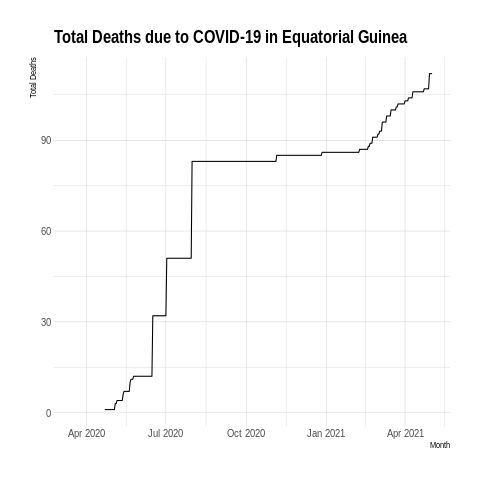 Total Deaths due to COVID-19 in Equatorial Guinea
Total Deaths
90
60
30
0
Apr 2020 Jul 2020 Oct 2020 Jan 2021 Apr 2021
Month